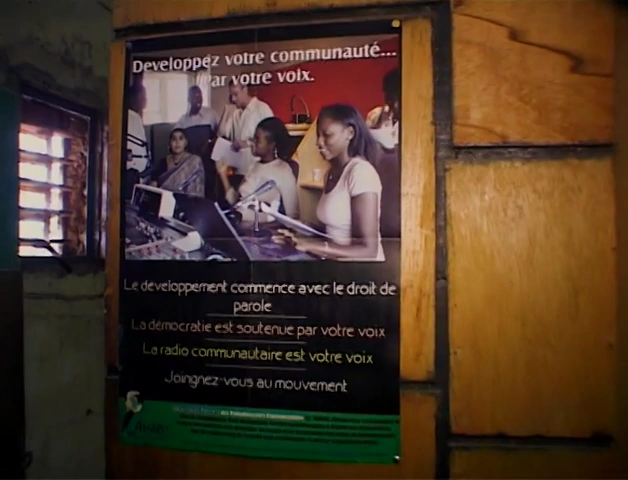 Developpez votre communauté...
Par votre voix.
Le developpement commence avec le droit de
parole
La démocratie est soutenue par votre voix
La radio communautaire est votre voix
Joingnez-vous au mouvement